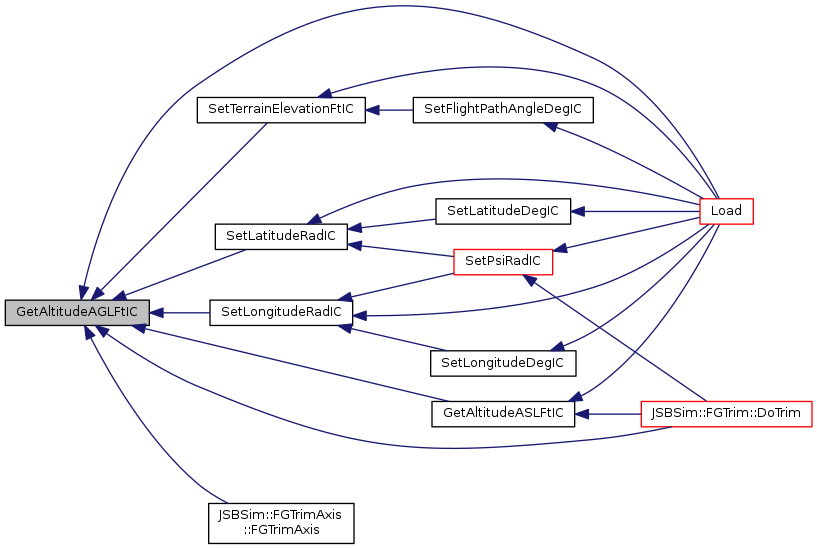 SetTerrainElevationFtIC
SetFlightPathAngleDegIC
SetLatitudeDegIC
Load
SetLatitudeRadIC
SetPsiRadIC
GetAltitudeAGLFtIC
SetLongitudeRadIC
SetLongitudeDegIC
GetAltitudeASLFtIC
JSBSim::FGTrim::DoTrim
JSBSim::FGTrimAxis
::FGTrimAxis